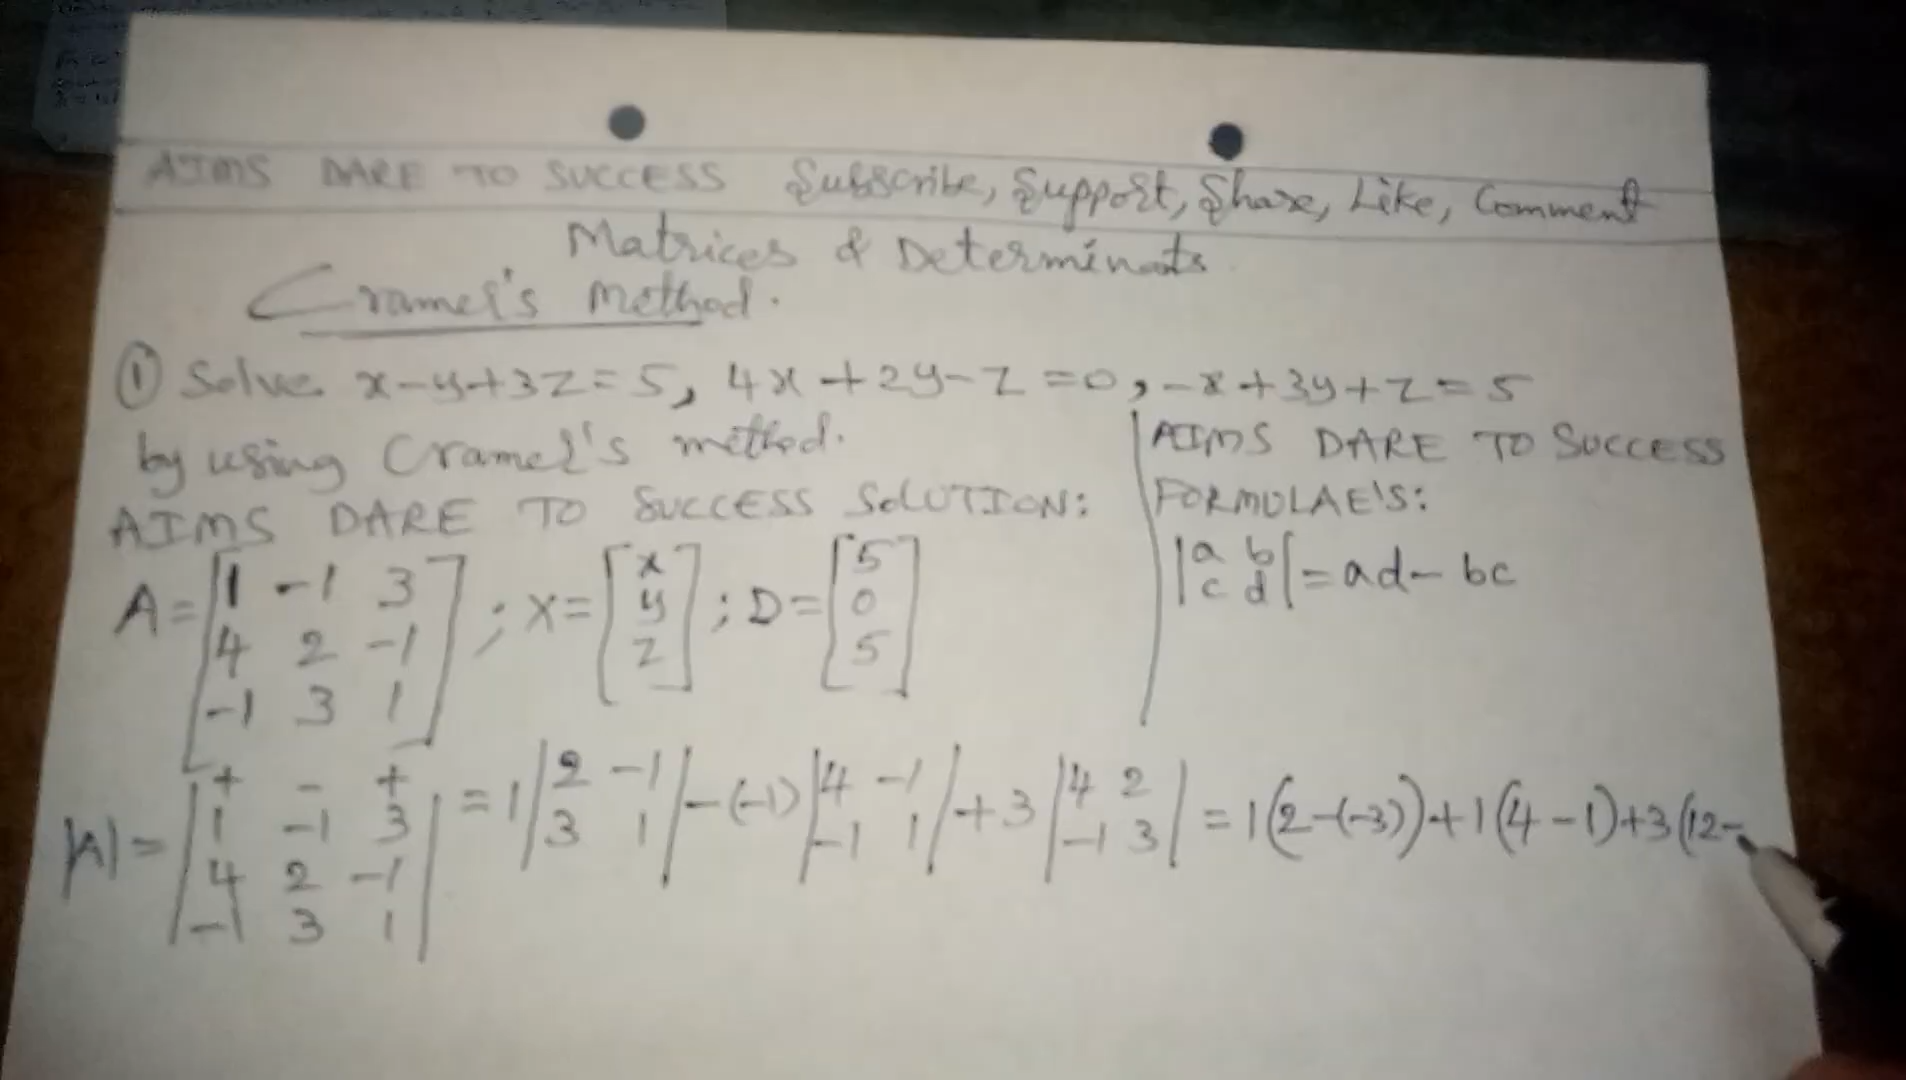 AIMS DARE TO SUCCESS Subscribe, Support, Share, Like, Comment
Matrices & Determinats.
Cramer's Method.
① Solve x-y+3z=5, 4x+2y-z=0, -x+3y+z=5
by using Cramer's method.
AIMS DARE TO SUCCESS SOLUTION:
AIMS DARE TO SUCCESS
FORMULAE'S:
|a b| = ad - bc
|c d|
A = [1 -1 3] ; X = [x] ; D = [5]
[4 2 -1] [y] [0]
[-1 3 1] [z] [5]
+ - +
|A| = |1 -1 3| = 1 |2 -1| -(-1) |4 -1| + 3 |4 2| = 1(2-(-3))+1(4-1)+3(12-
|4 2 -1| |3 1| |-1 1| |-1 3|
|-1 3 1|